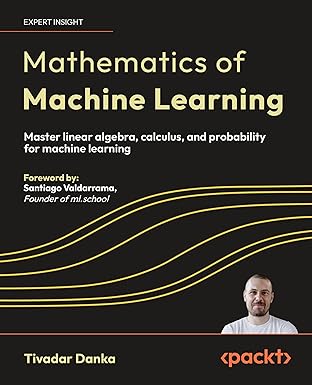 EXPERT INSIGHT
Mathematics of
Machine Learning
Master linear algebra, calculus, and probability
for machine learning
Foreword by:
Santiago Valdarrama,
Founder of ml.school
Tivadar Danka
<packt>